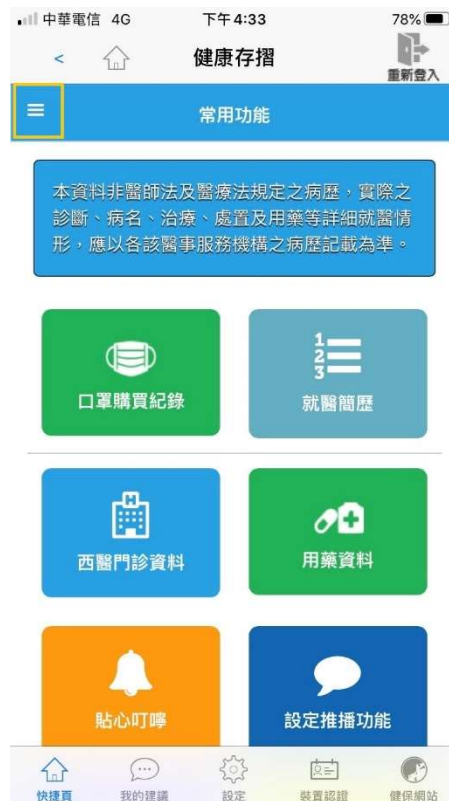 中華電信 4G 下午 4:33 78%
< 健康存摺 重新登入
常用功能
本資料非醫師法及醫療法規定之病歷，實際之
診斷、病名、治療、處置及用藥等詳細就醫情
形，應以各該醫事服務機構之病歷記載為準。
1
2
3
口罩購買紀錄 就醫簡歷
H
西醫門診資料 用藥資料
貼心叮嚀 設定推播功能
快捷頁 我的建議 設定 裝置認證 健保網站